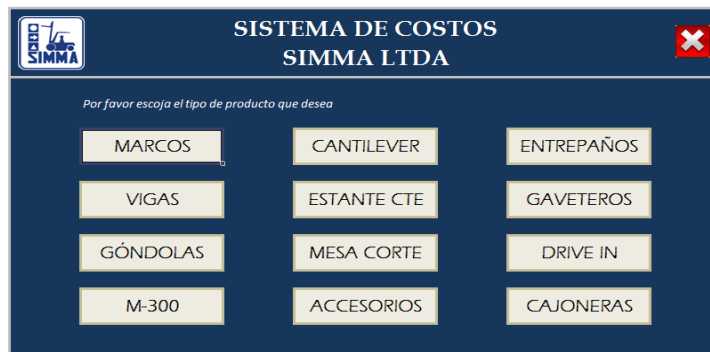 SIMMA
SISTEMA DE COSTOS
SIMMA LTDA
Por favor escoja el tipo de producto que desea
MARCOS CANTILEVER ENTREPAÑOS
VIGAS ESTANTE CTE GAVETEROS
GÓNDOLAS MESA CORTE DRIVE IN
M-300 ACCESORIOS CAJONERAS